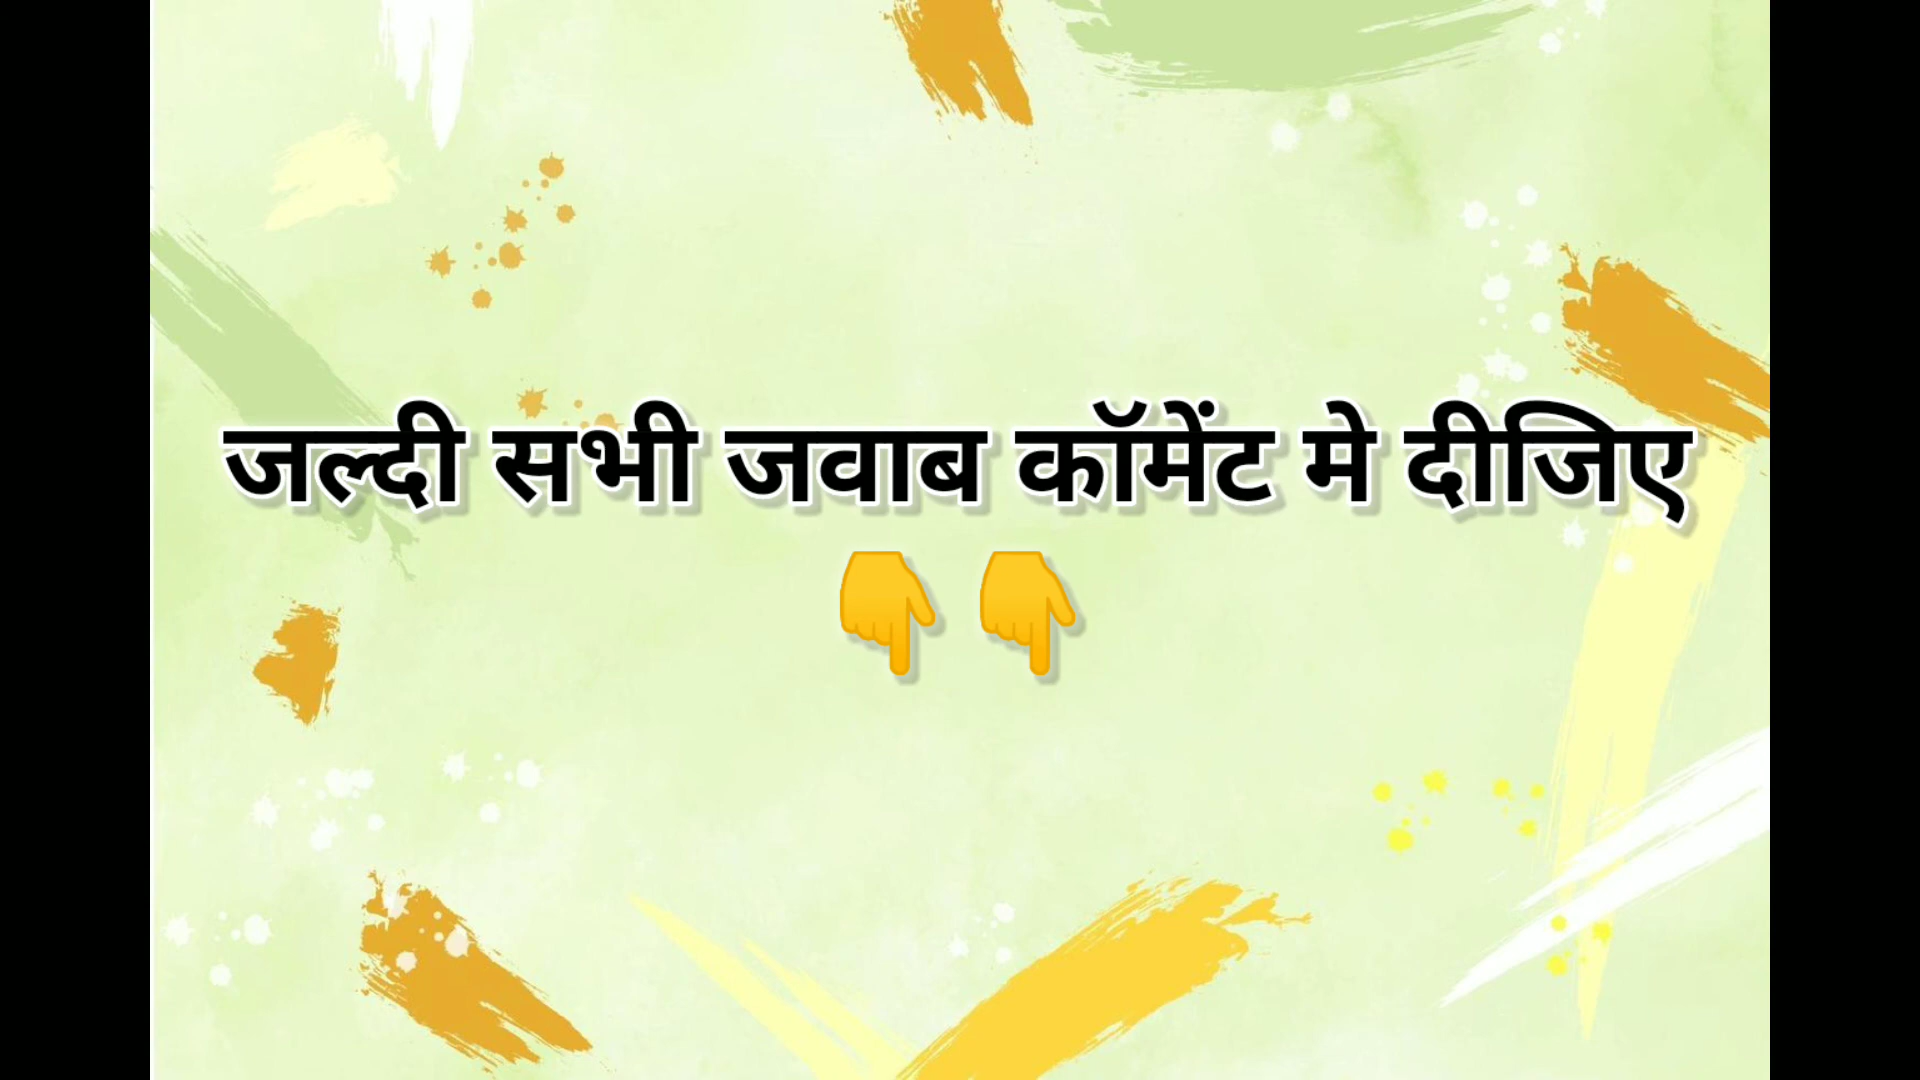 जल्दी सभी जवाब कॉमेंट मे दीजिए
👇 👇